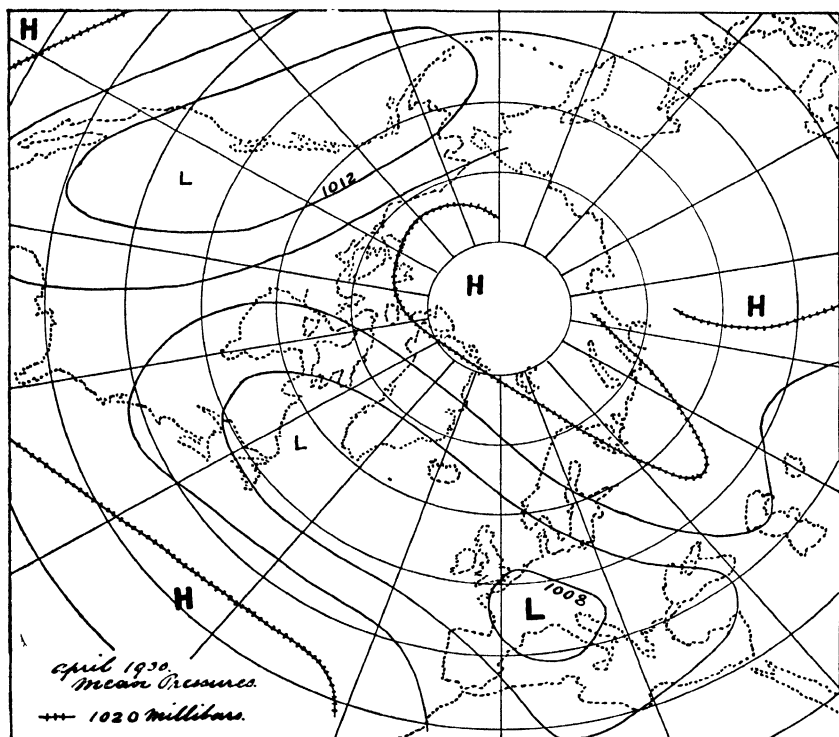 H
L
1012
H
H
L
H
L
1008
april 1930.
Mean Pressures.
1020 Millibars.